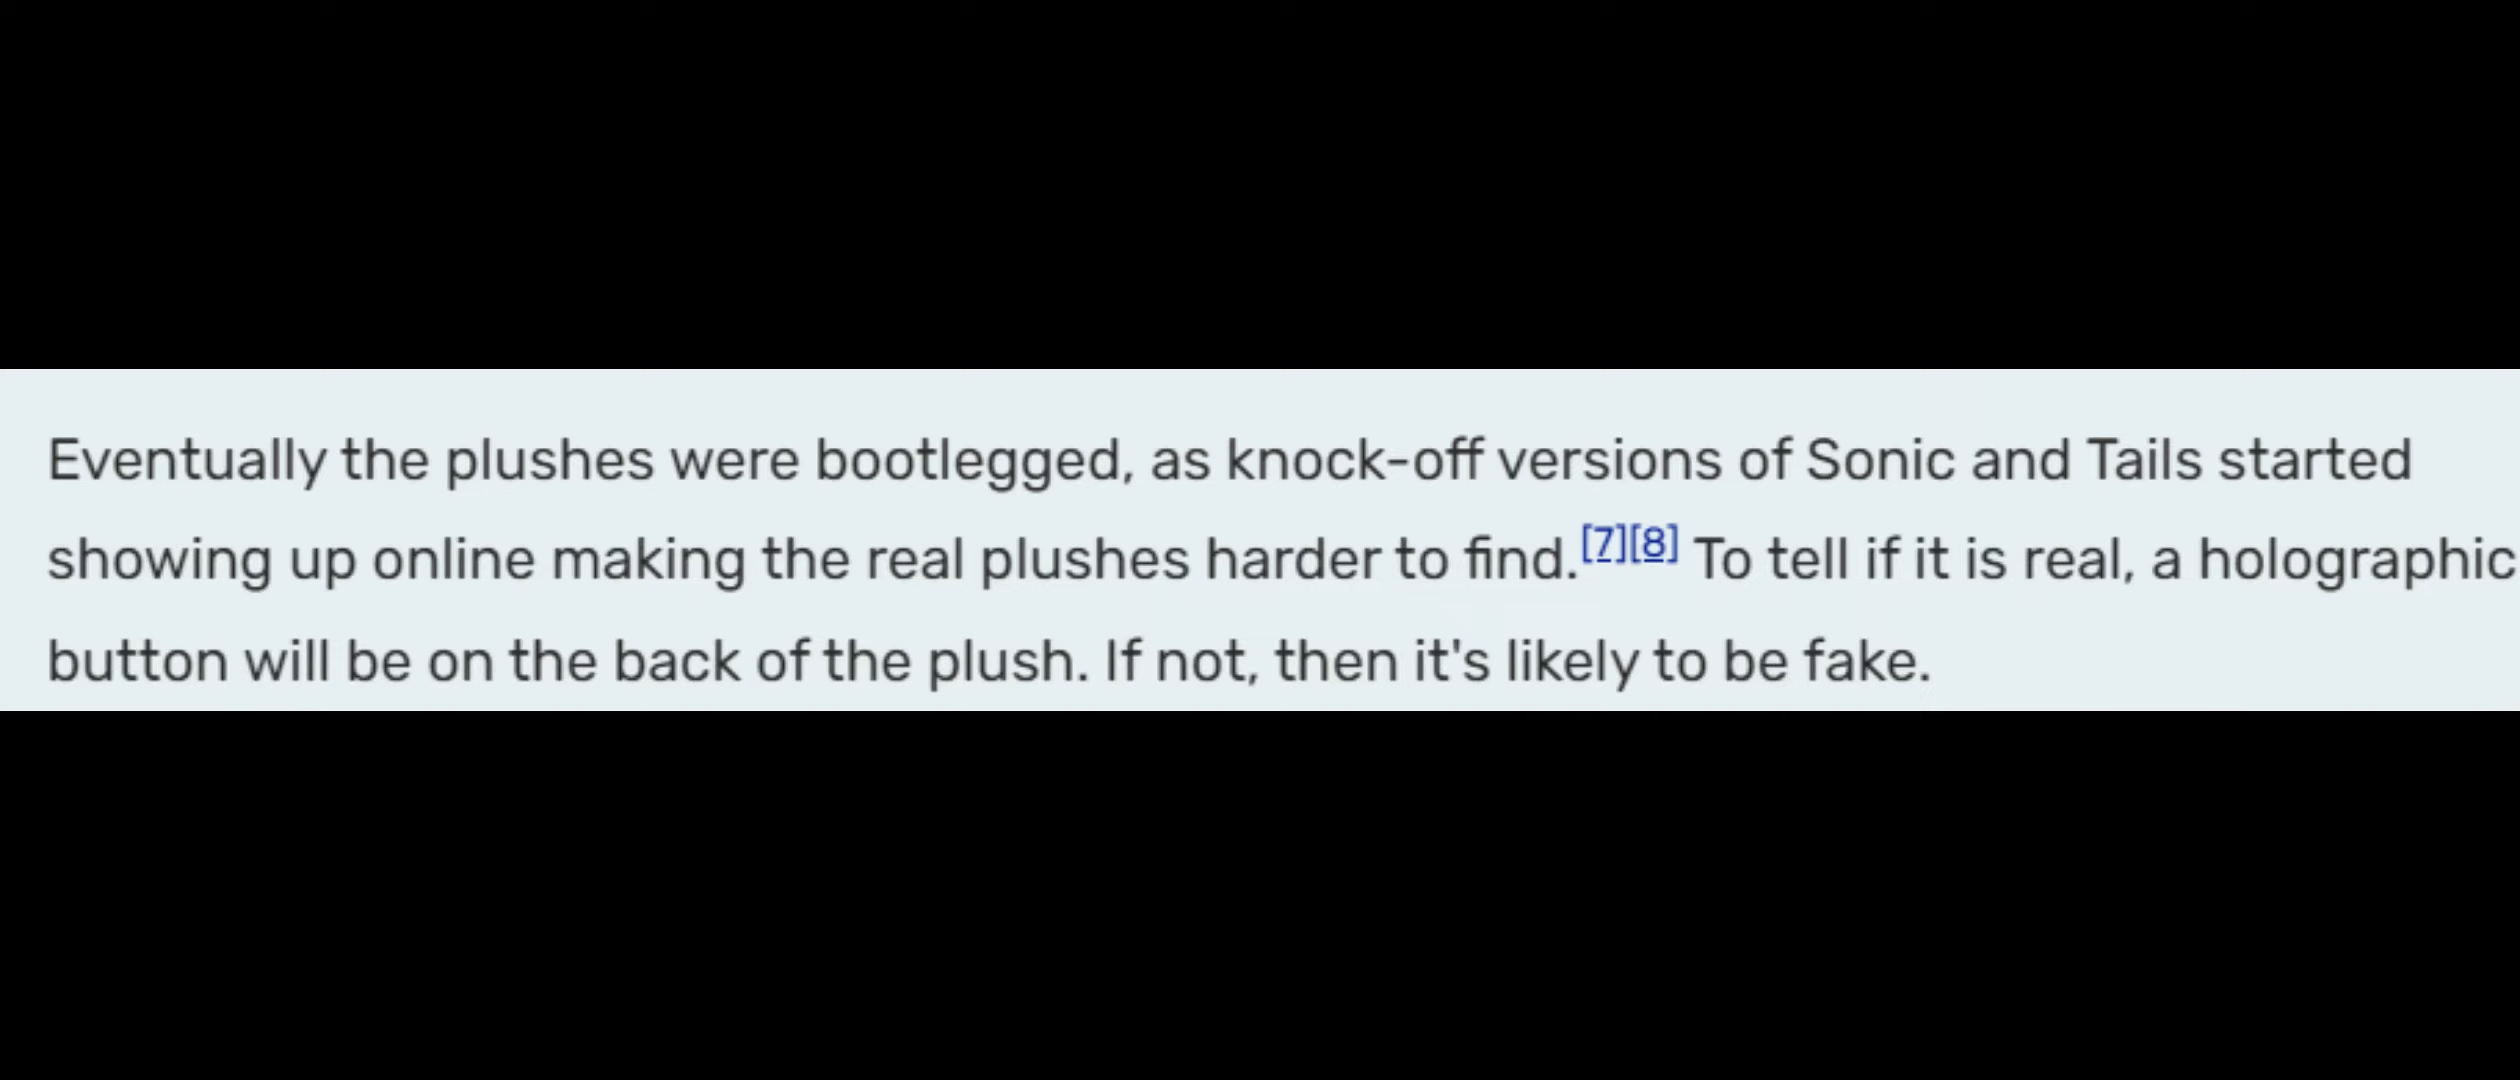 Eventually the plushes were bootlegged, as knock-off versions of Sonic and Tails started
showing up online making the real plushes harder to find.[7][8] To tell if it is real, a holographic
button will be on the back of the plush. If not, then it's likely to be fake.